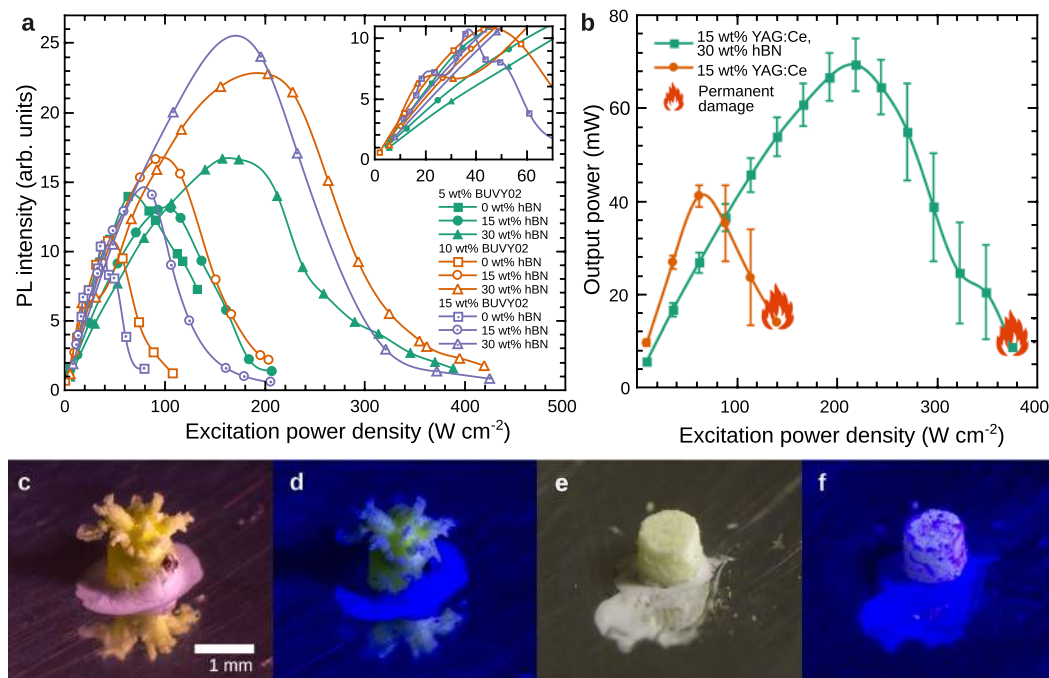 a
25
20
15
10
5
0
0
100
200
300
400
500
PL intensity (arb. units)
Excitation power density (W cm-2)
10
5
0
0
20
40
60
5 wt% BUVY02
0 wt% hBN
15 wt% hBN
30 wt% hBN
10 wt% BUVY02
0 wt% hBN
15 wt% hBN
30 wt% hBN
15 wt% BUVY02
0 wt% hBN
15 wt% hBN
30 wt% hBN
b
80
60
40
20
0
100
200
300
400
Output power (mW)
Excitation power density (W cm-2)
15 wt% YAG:Ce,
30 wt% hBN
15 wt% YAG:Ce
Permanent
damage
c
1 mm
d
e
f